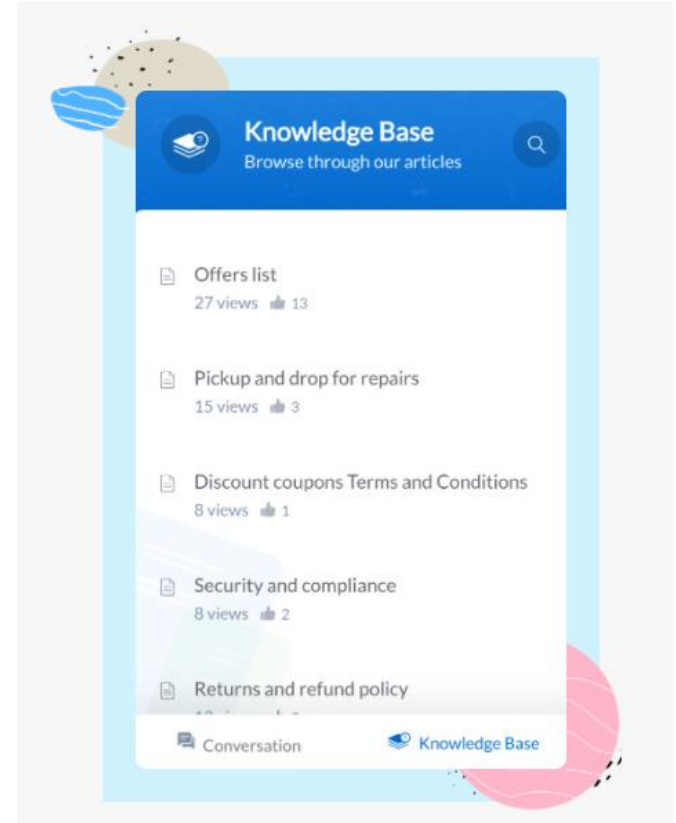 Knowledge Base
Browse through our articles
Offers list
27 views 13
Pickup and drop for repairs
15 views 3
Discount coupons Terms and Conditions
8 views 1
Security and compliance
8 views 2
Returns and refund policy
Conversation
Knowledge Base